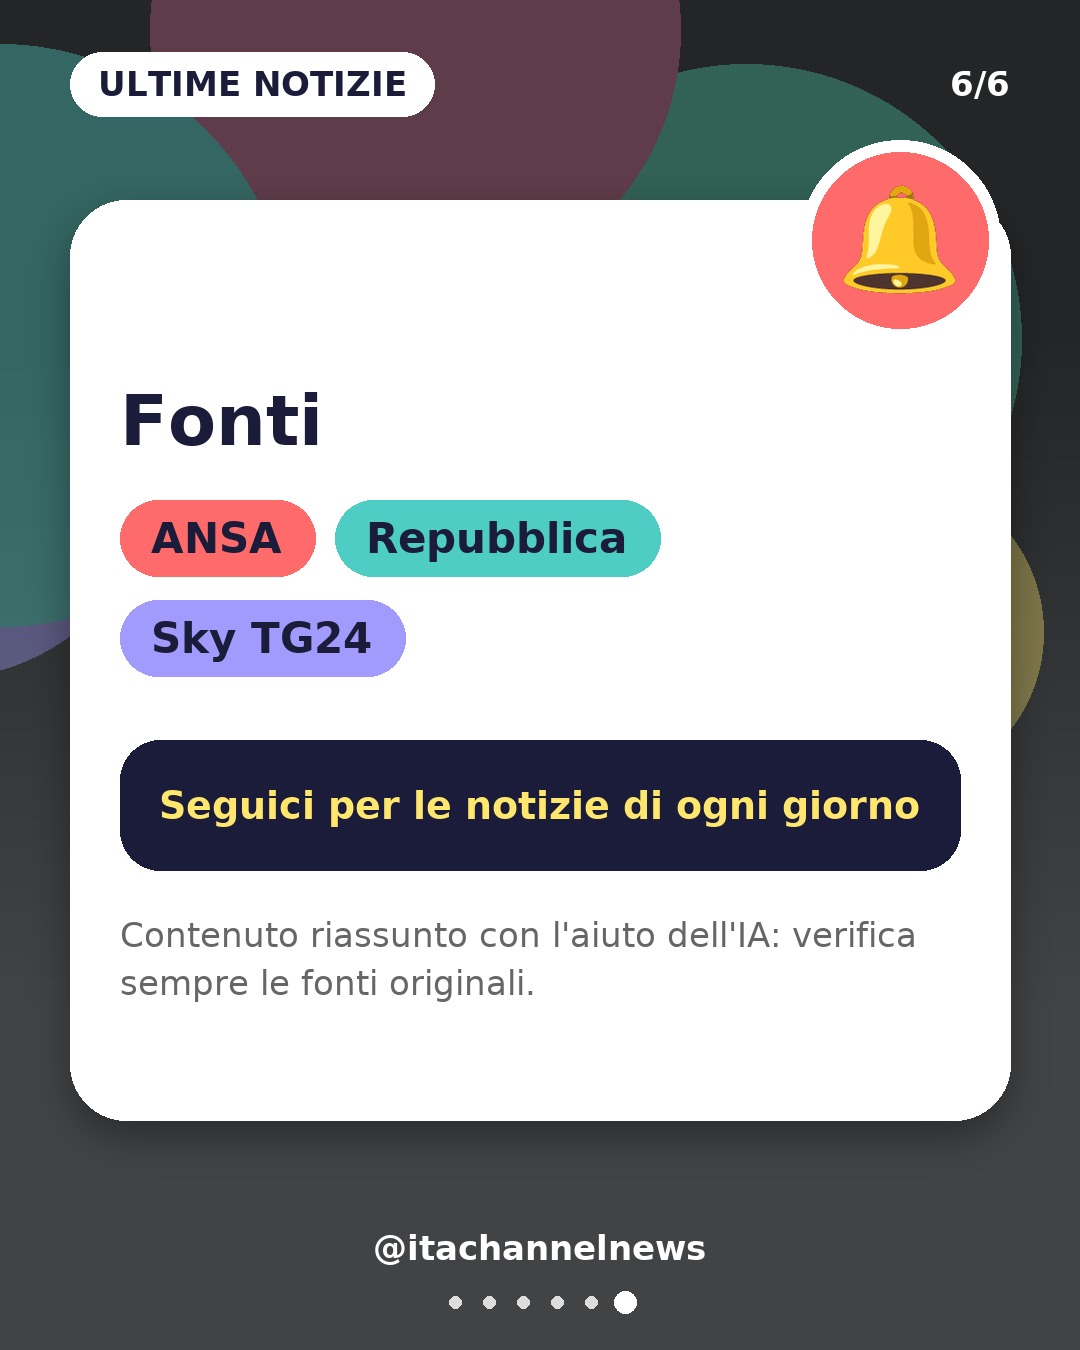 ULTIME NOTIZIE
6/6
Fonti
ANSA
Repubblica
Sky TG24
Seguici per le notizie di ogni giorno
Contenuto riassunto con l'aiuto dell'IA: verifica
sempre le fonti originali.
@itachannelnews